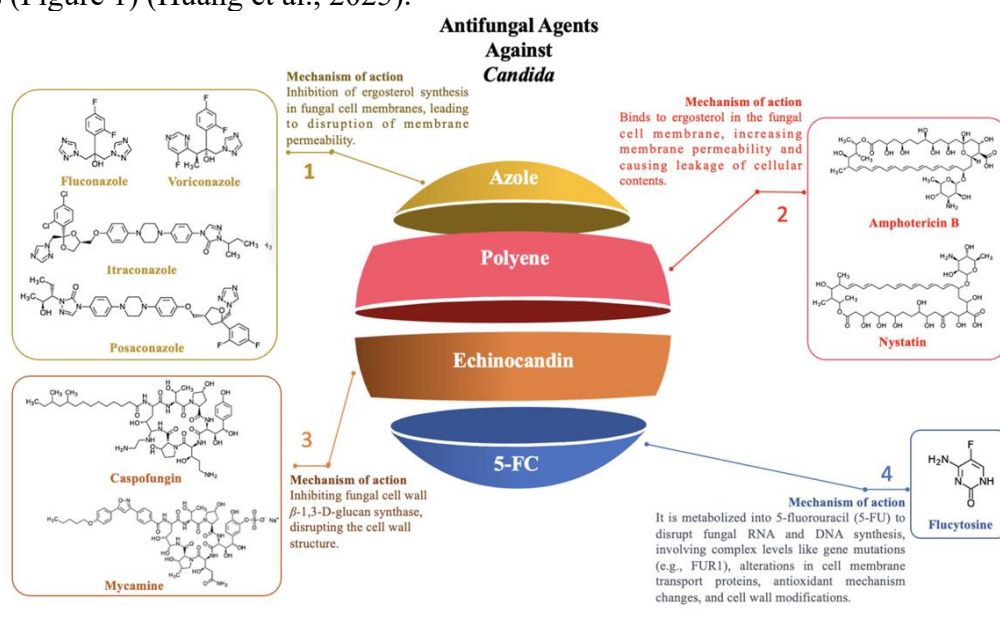 (Figure 1) (Huang et al., 2025).
Antifungal Agents
Against
Candida
Mechanism of action
Inhibition of ergosterol synthesis
in fungal cell membranes, leading
to disruption of membrane
permeability.
1
Fluconazole
Voriconazole
Itraconazole
Posaconazole
Azole
Polyene
Echinocandin
5-FC
Mechanism of action
Binds to ergosterol in the fungal
cell membrane, increasing
membrane permeability and
causing leakage of cellular
contents.
2
Amphotericin B
Nystatin
3
Mechanism of action
Inhibiting fungal cell wall
β-1,3-D-glucan synthase,
disrupting the cell wall
structure.
Caspofungin
Mycamine
4
Mechanism of action
It is metabolized into 5-fluorouracil (5-FU) to
disrupt fungal RNA and DNA synthesis,
involving complex levels like gene mutations
(e.g., FUR1), alterations in cell membrane
transport proteins, antioxidant mechanism
changes, and cell wall modifications.
F
H₂N
N
NH
O
Flucytosine